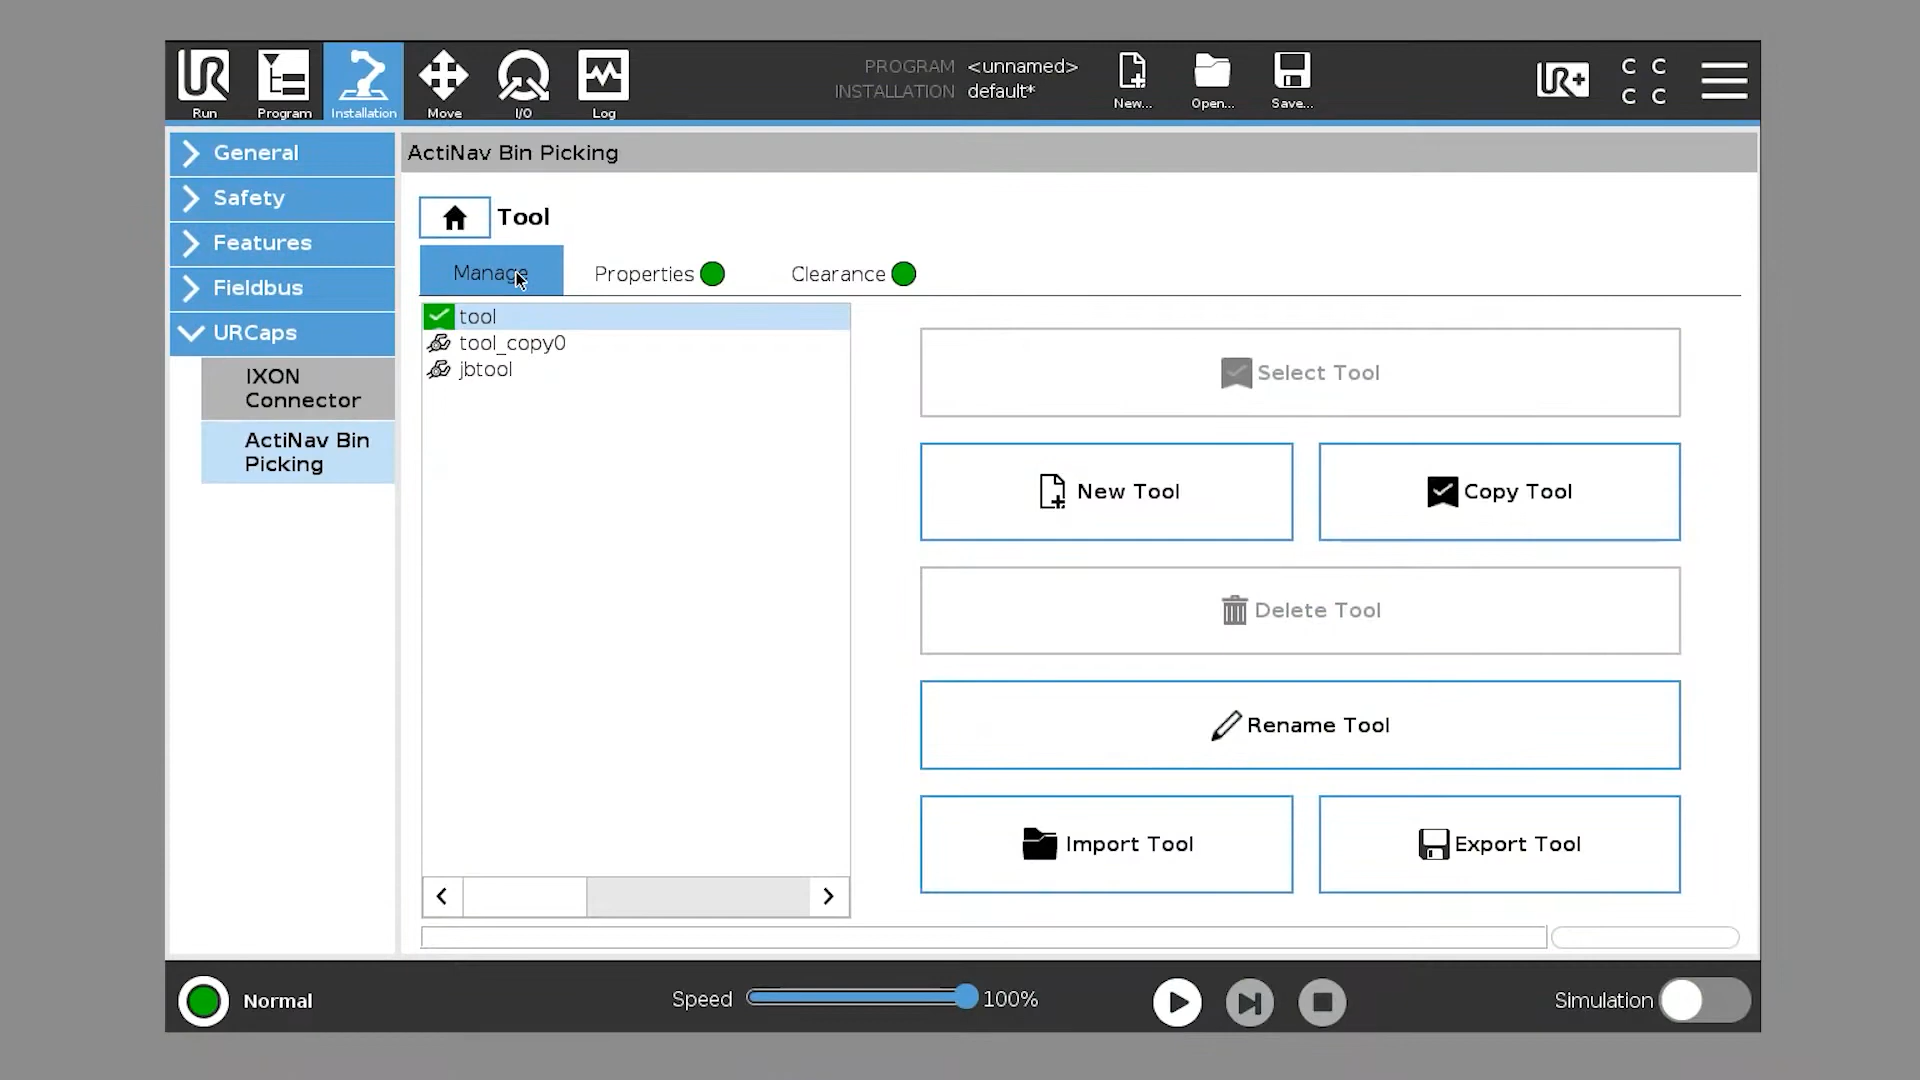 Run
Program
Installation
Move
I/O
Log
PROGRAM <unnamed>
INSTALLATION default*
New...
Open...
Save...
UR+
C C
C C
General
Safety
Features
Fieldbus
URCaps
IXON
Connector
ActiNav Bin
Picking
ActiNav Bin Picking
Tool
Manage
Properties
Clearance
tool
tool_copy0
jbtool
Select Tool
New Tool
Copy Tool
Delete Tool
Rename Tool
Import Tool
Export Tool
Normal
Speed
100%
Simulation